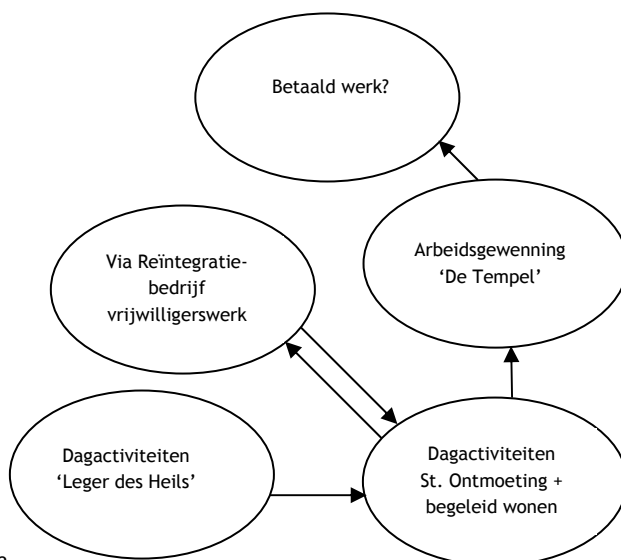 Betaald werk?
Arbeidsgewenning
‘De Tempel’
Via Reïntegratie-
bedrijf
vrijwilligerswerk
Dagactiviteiten
‘Leger des Heils’
Dagactiviteiten
St. Ontmoeting +
begeleid wonen